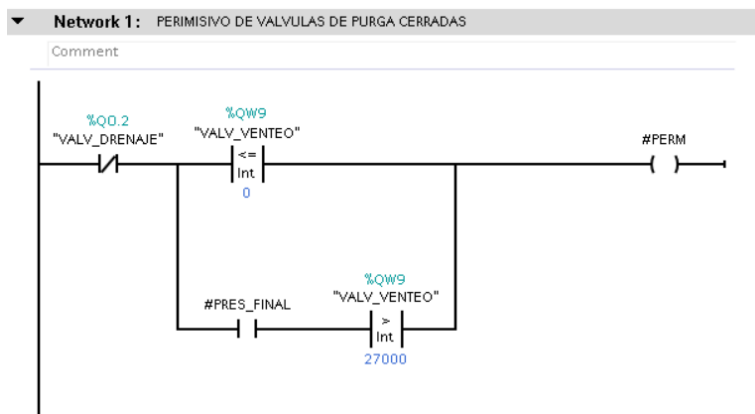 Network 1: PERIMISIVO DE VALVULAS DE PURGA CERRADAS
Comment
%Q0.2
"VALV_DRENAJE"
%QW9
"VALV_VENTEO"
<=
Int
0
#PERM
#PRES_FINAL
%QW9
"VALV_VENTEO"
>
Int
27000